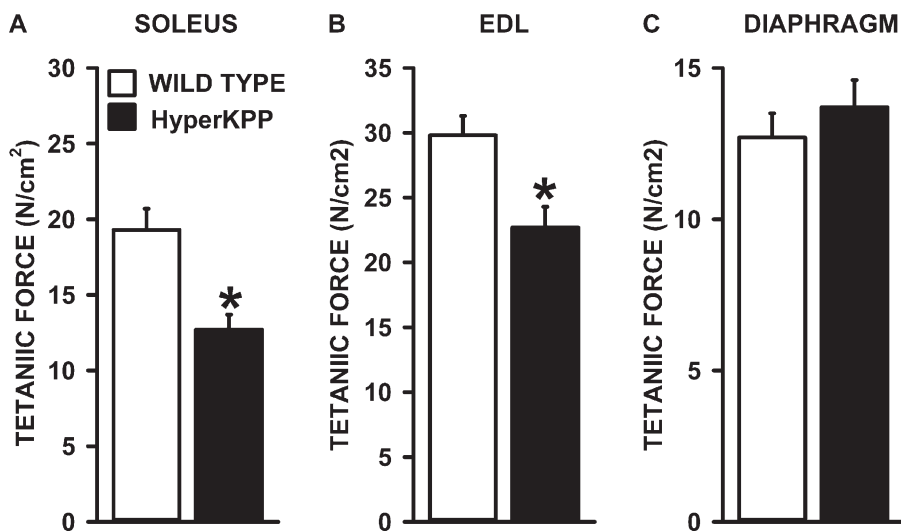 A SOLEUS
TETANIIC FORCE (N/cm²)
30
25
20
15
10
5
0
WILD TYPE
HyperKPP
*
B EDL
TETANIIC FORCE (N/cm2)
35
30
25
20
15
10
5
0
*
C DIAPHRAGM
TETANIIC FORCE (N/cm2)
15
10
5
0